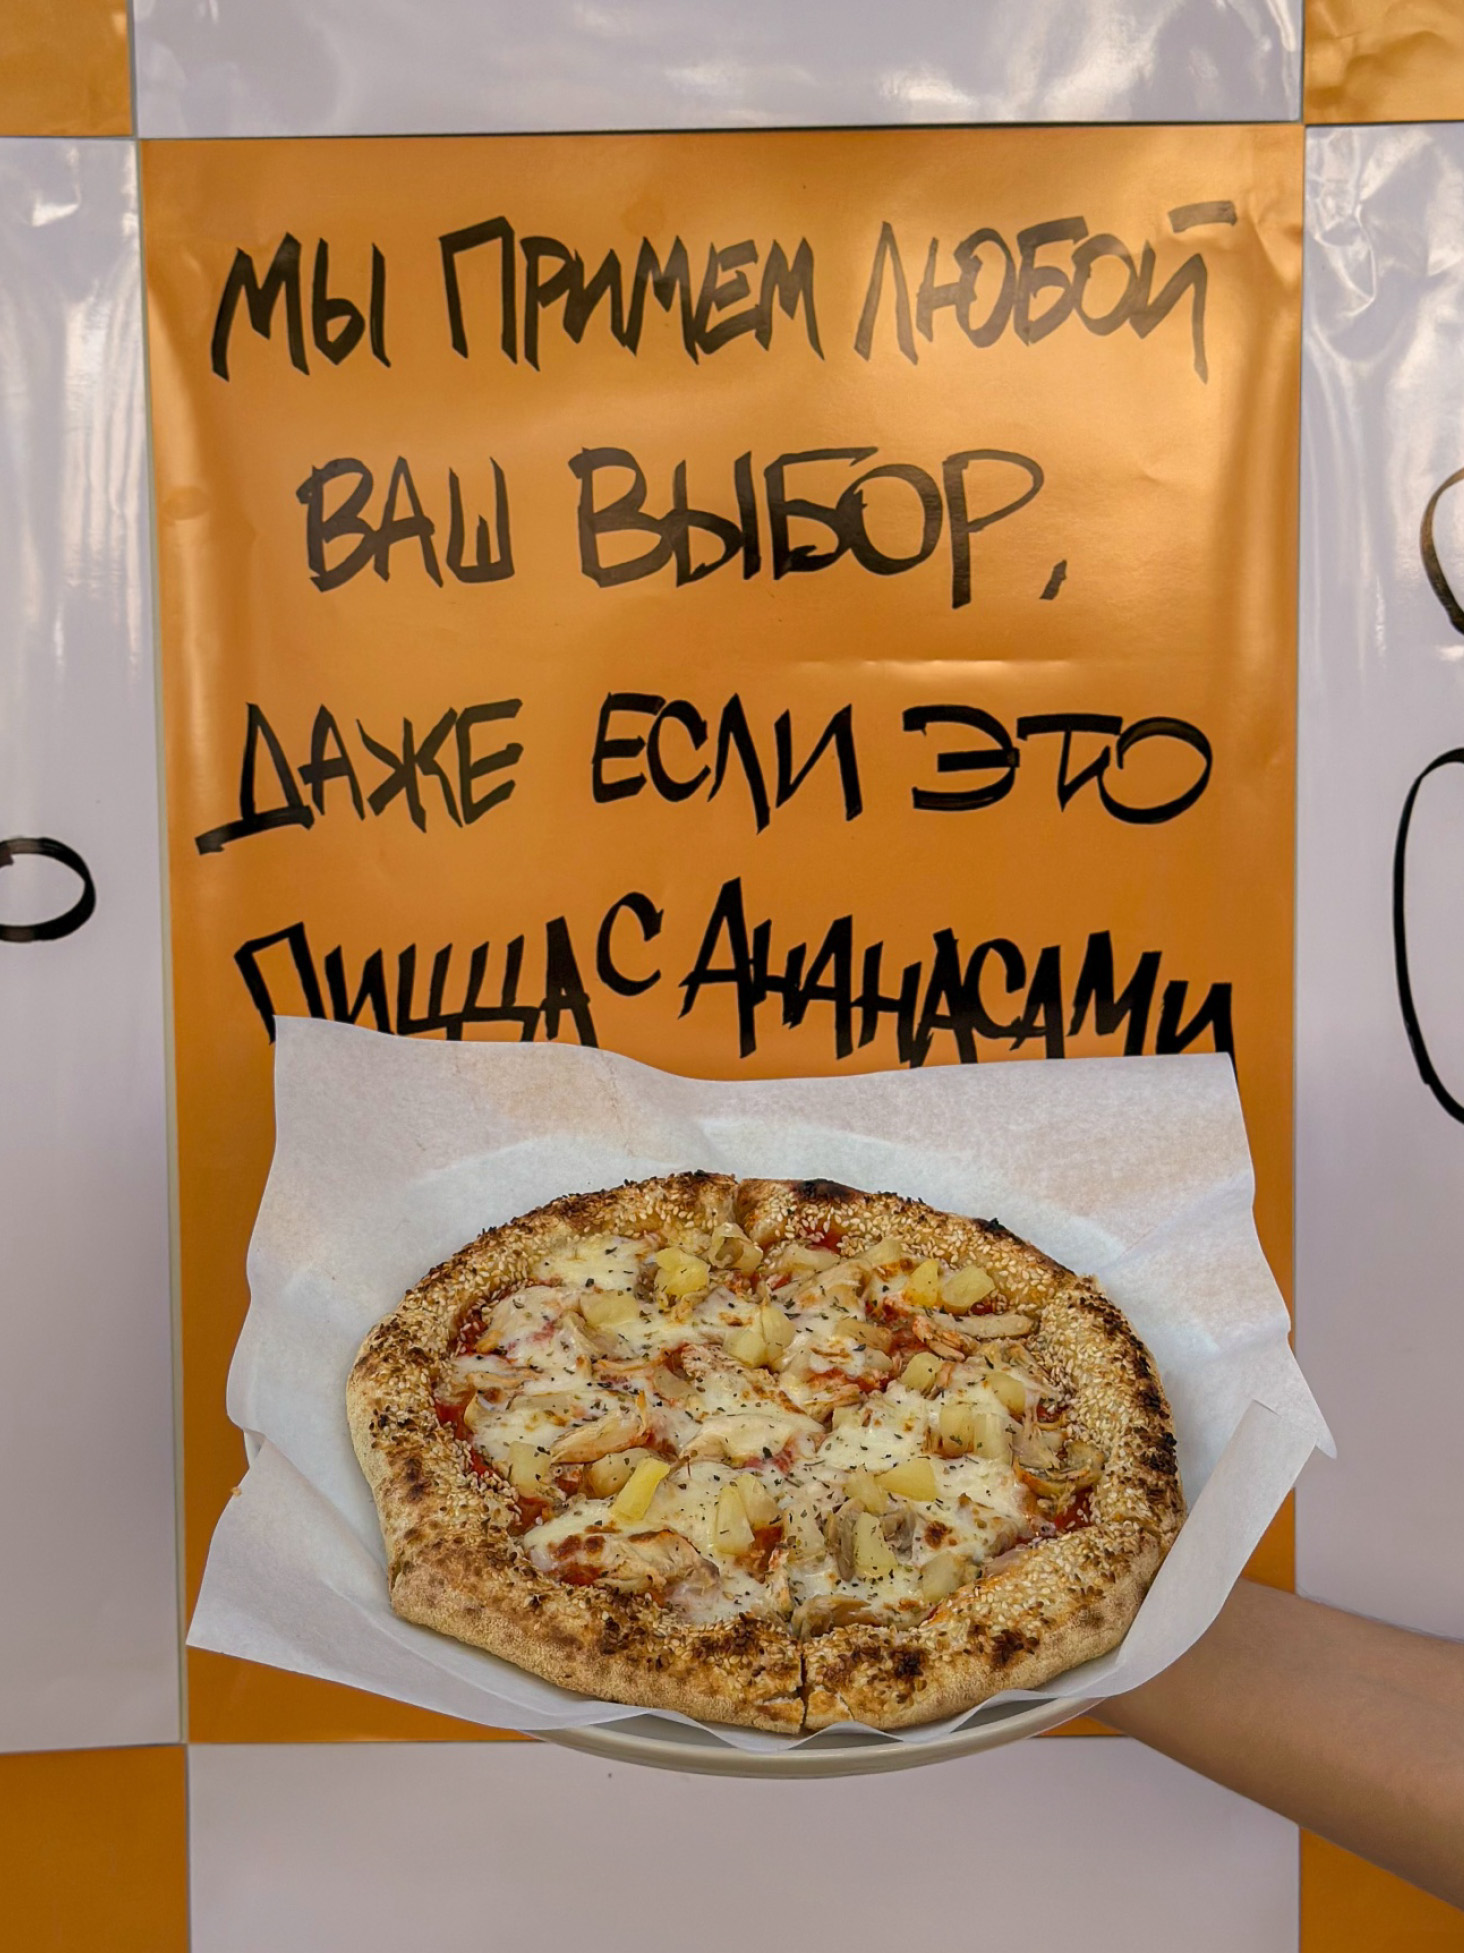 МЫ ПРИМЕМ ЛЮБОЙ
ВАШ ВЫБОР,
ДАЖЕ ЕСЛИ ЭТО
ПИЦЦА С АНАНАСАМИ